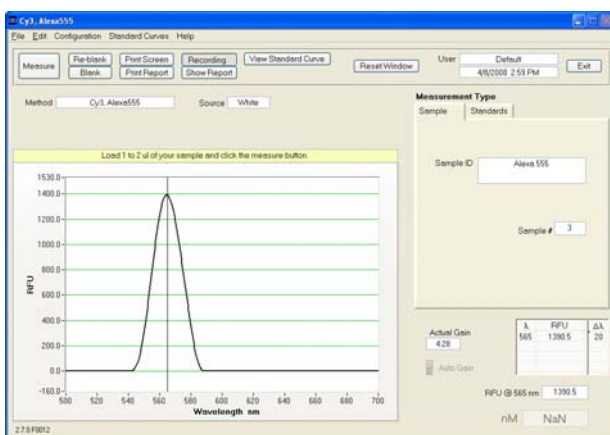 Cy3, Alexa555
File Edit Configuration Standard Curves Help
Measure Re-blank Print Screen Recording View Standard Curve Reset Window User Default Exit
Blank Print Report Show Report 4/8/2008 2:59 PM
Method Cy3, Alexa555 Source White
Measurement Type
Sample Standards
Load 1 to 2 ul of your sample and click the measure button.
Sample ID Alexa 555
Sample # 3
1530.0
1400.0
1200.0
1000.0
800.0
600.0
400.0
200.0
0.0
-160.0
RFU
500 520 540 560 580 600 620 640 660 680 700
Wavelength nm
Actual Gain
4.28
Auto Gain
λ RFU Δλ
565 1390.5 20
RFU @ 565 nm 1390.5
nM NaN
2.7.0 F0012